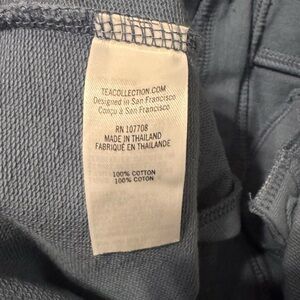 TEACOLLECTION.COM
Designed in San Francisco
Conçu à San Francisco
RN 107708
MADE IN THAILAND
FABRIQUÉ EN THAÏLANDE
100% COTTON
100% COTON